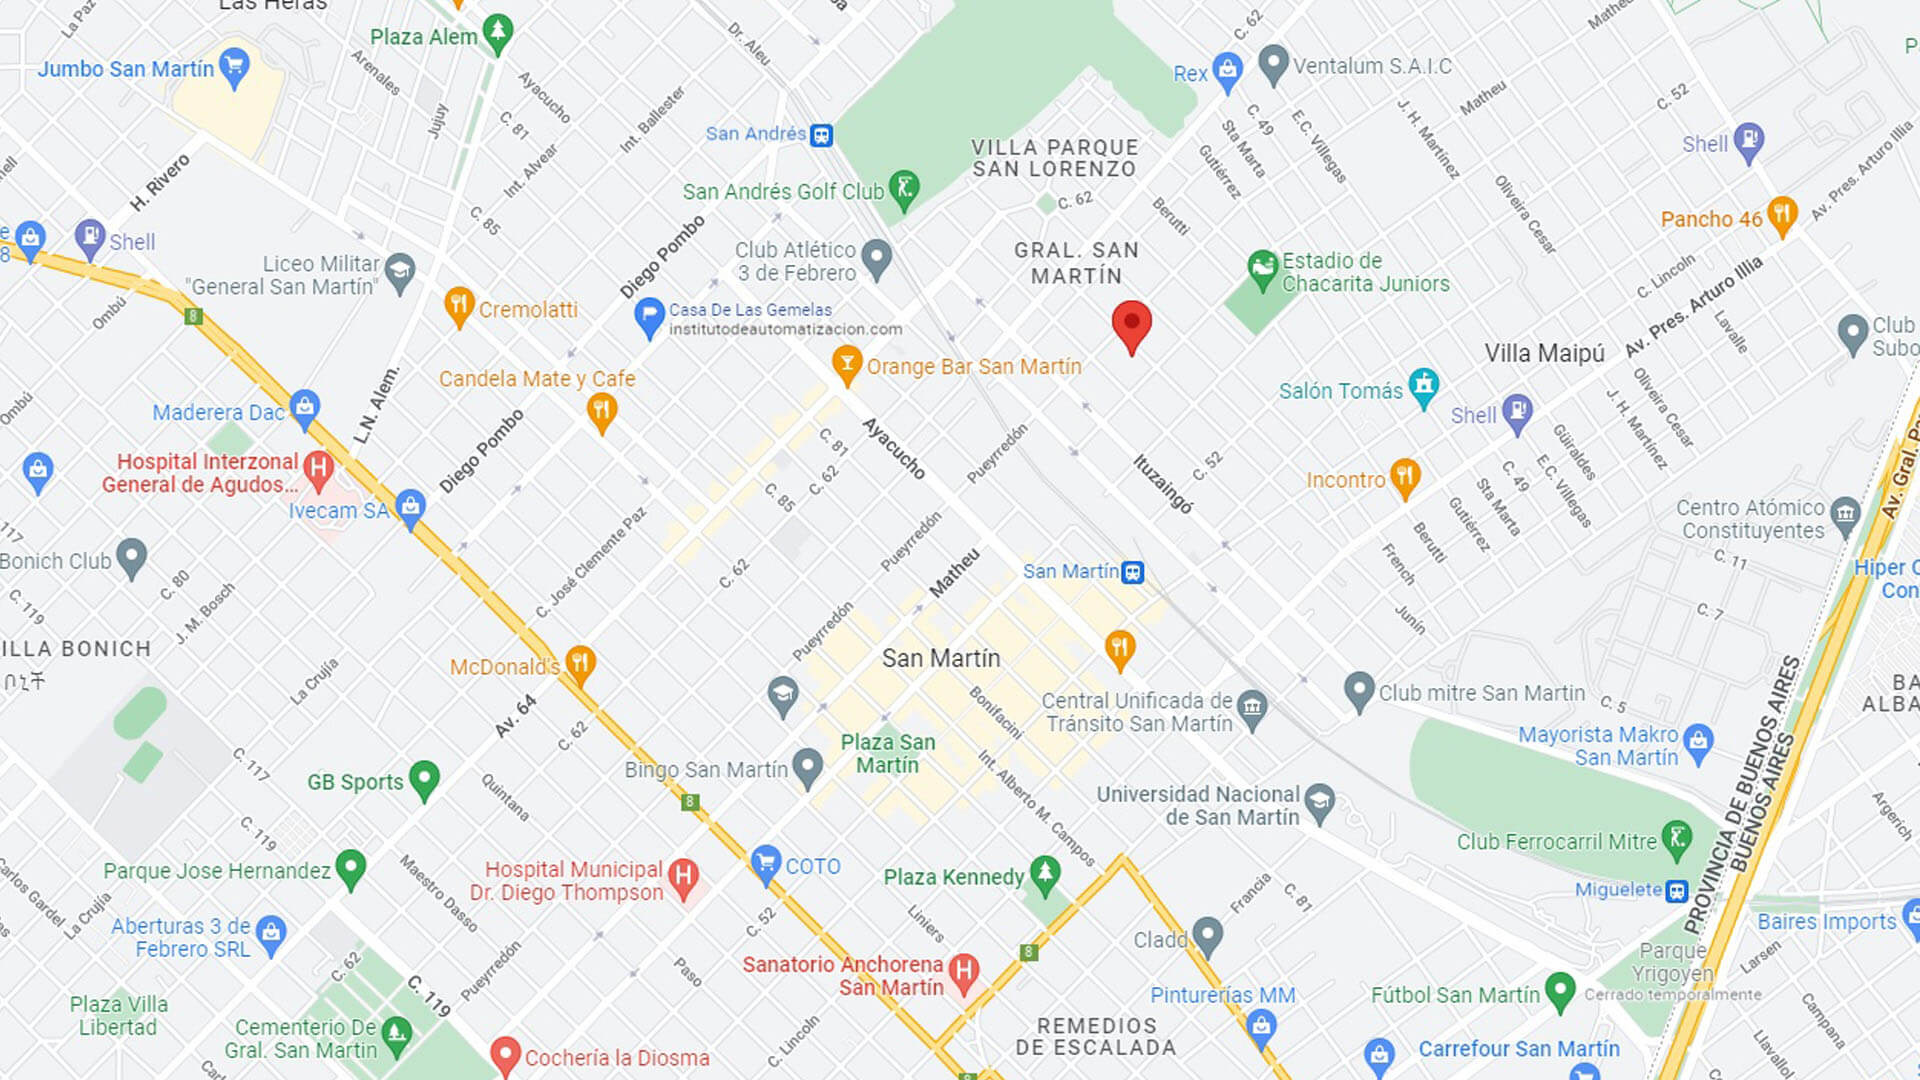 Las Heras
La Paz
Plaza Alem
Dr. Aleu
C. 62
Matheu
Jumbo San Martín
Arenales
Ayacucho
Rex
Ventalum S.A.I.C
Matheu
C. 52
Jujuy
C. 81
Int. Ballester
San Andrés
C. 49
E.C. Villegas
J. H. Martínez
Shell
Av. Pres. Arturo Illia
VILLA PARQUE
SAN LORENZO
Sta Marta
Gutiérrez
H. Rivero
Int. Alvear
San Andrés Golf Club
C. 62
Berutti
Oliveira Cesar
Pancho 46
C. 85
Shell
8
Diego Pombo
Club Atlético
3 de Febrero
GRAL. SAN
MARTÍN
Estadio de
Chacarita Juniors
C. Lincoln
Liceo Militar
"General San Martín"
Av. Pres. Arturo Illia
Ombú
8
Cremolatti
Casa De Las Gemelas
institutodeautomatizacion.com
Lavalle
Club
Subo
Villa Maipú
Orange Bar San Martín
Candela Mate y Cafe
Salón Tomás
Oliveira Cesar
J. H. Martínez
Ombú
Maderera Dac
L.N. Alem.
Shell
Diego Pombo
C. 81
Ayacucho
Pueyrredón
Güiraldes
Hospital Interzonal
General de Agudos...
C. 62
C. 52
Ituzaingó
Incontro
C. 49
E.C. Villegas
Av. Gral. Pa
Ivecam SA
C. 85
Sta Marta
Gutiérrez
Centro Atómico
Constituyentes
117
C. José Clemente Paz
Pueyrredón
Berutti
Bonich Club
C. 80
C. 62
Matheu
San Martín
French
C. 11
Hiper C
Con
C. 119
J. M. Bosch
Pueyrredón
Junín
C. 7
ILLA BONICH
McDonald's
San Martín
La Crujía
Av. 64
Bonifacini
Central Unificada de
Tránsito San Martín
Club mitre San Martin
C. 5
BA
ALBA
C. 62
Plaza San
Martín
Mayorista Makro
San Martín
PROVINCIA DE BUENOS AIRES
BUENOS AIRES
C. 117
Bingo San Martín
Int. Alberto M. Campos
GB Sports
Quintana
8
Universidad Nacional
de San Martín
Argerich
C. 119
Club Ferrocarril Mitre
Parque Jose Hernandez
Maestro Dasso
Hospital Municipal
Dr. Diego Thompson
COTO
Plaza Kennedy
Francia
C. 81
Miguelete
Carlos Gardel
La Crujía
Aberturas 3 de
Febrero SRL
C. 52
Liniers
Cladd
Baires Imports
8
C. 62
Pueyrredón
Paso
Sanatorio Anchorena
San Martín
Parque
Yrigoyen
Cerrado temporalmente
Larsen
C. 119
Plaza Villa
Libertad
Pinturerías MM
Fútbol San Martín
Campana
Cementerio De
Gral. San Martin
C. Lincoln
REMEDIOS
DE ESCALADA
Carrefour San Martín
Llavallol
Cochería la Diosma